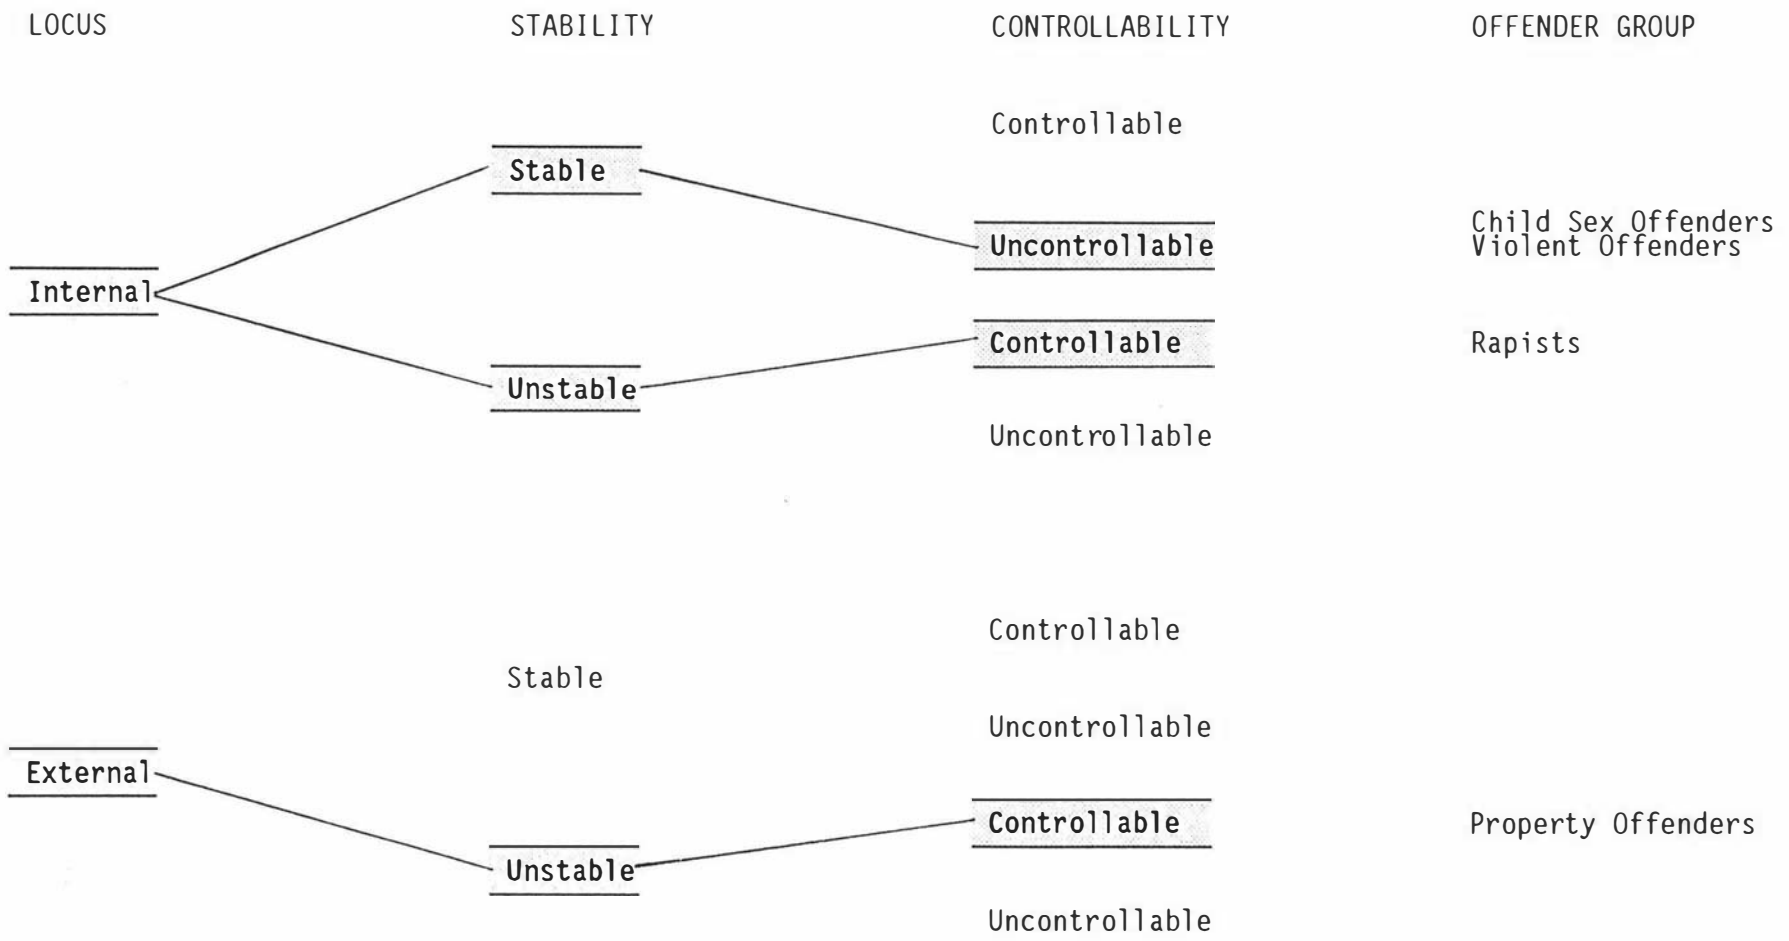 LOCUS STABILITY CONTROLLABILITY OFFENDER GROUP
Controllable
Stable
Child Sex Offenders
Uncontrollable Violent Offenders
Internal
Controllable Rapists
Unstable
Uncontrollable
Controllable
Stable
Uncontrollable
External
Controllable Property Offenders
Unstable
Uncontrollable